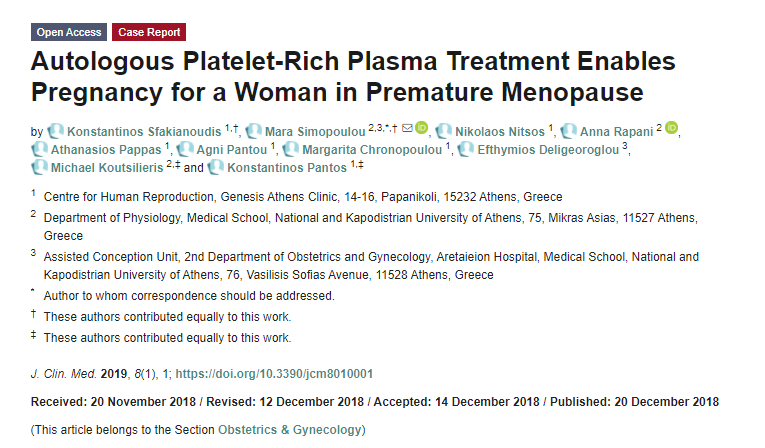 Open Access Case Report
Autologous Platelet-Rich Plasma Treatment Enables
Pregnancy for a Woman in Premature Menopause
by Konstantinos Sfakianoudis 1,†, Mara Simopoulou 2,3,*,†, Nikolaos Nitsos 1, Anna Rapani 2,
Athanasios Pappas 1, Agni Pantou 1, Margarita Chronopoulou 1, Efthymios Deligeoroglou 3,
Michael Koutsilieris 2,‡ and Konstantinos Pantos 1,‡
1 Centre for Human Reproduction, Genesis Athens Clinic, 14-16, Papanikoli, 15232 Athens, Greece
2 Department of Physiology, Medical School, National and Kapodistrian University of Athens, 75, Mikras Asias, 11527 Athens,
Greece
3 Assisted Conception Unit, 2nd Department of Obstetrics and Gynecology, Aretaieion Hospital, Medical School, National and
Kapodistrian University of Athens, 76, Vasilisis Sofias Avenue, 11528 Athens, Greece
* Author to whom correspondence should be addressed.
† These authors contributed equally to this work.
‡ These authors contributed equally to this work.
J. Clin. Med. 2019, 8(1), 1; https://doi.org/10.3390/jcm8010001
Received: 20 November 2018 / Revised: 12 December 2018 / Accepted: 14 December 2018 / Published: 20 December 2018
(This article belongs to the Section Obstetrics & Gynecology)